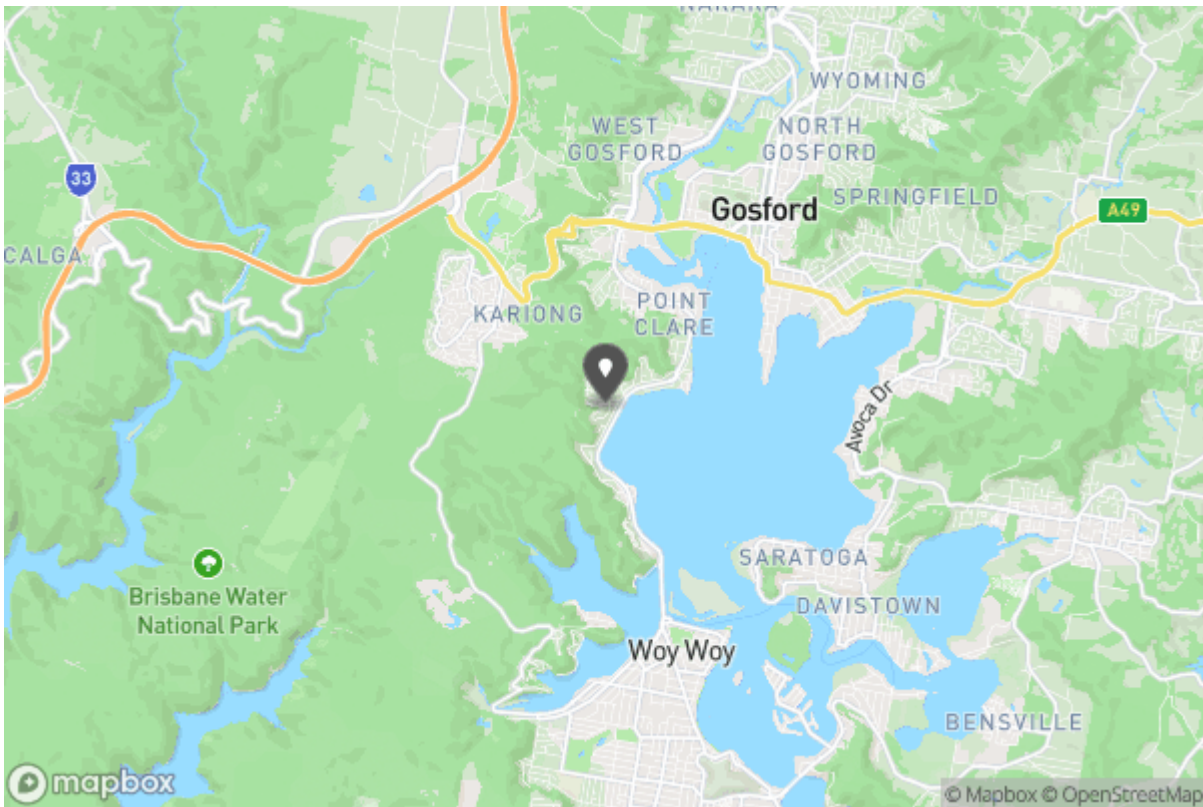 NARARA
WYOMING
WEST
GOSFORD
NORTH
GOSFORD
33
SPRINGFIELD
Gosford
A49
CALGA
POINT
CLARE
KARIONG
Avoca Dr
SARATOGA
Brisbane Water
National Park
DAVISTOWN
Woy Woy
BENSVILLE
mapbox
© Mapbox © OpenStreetMap